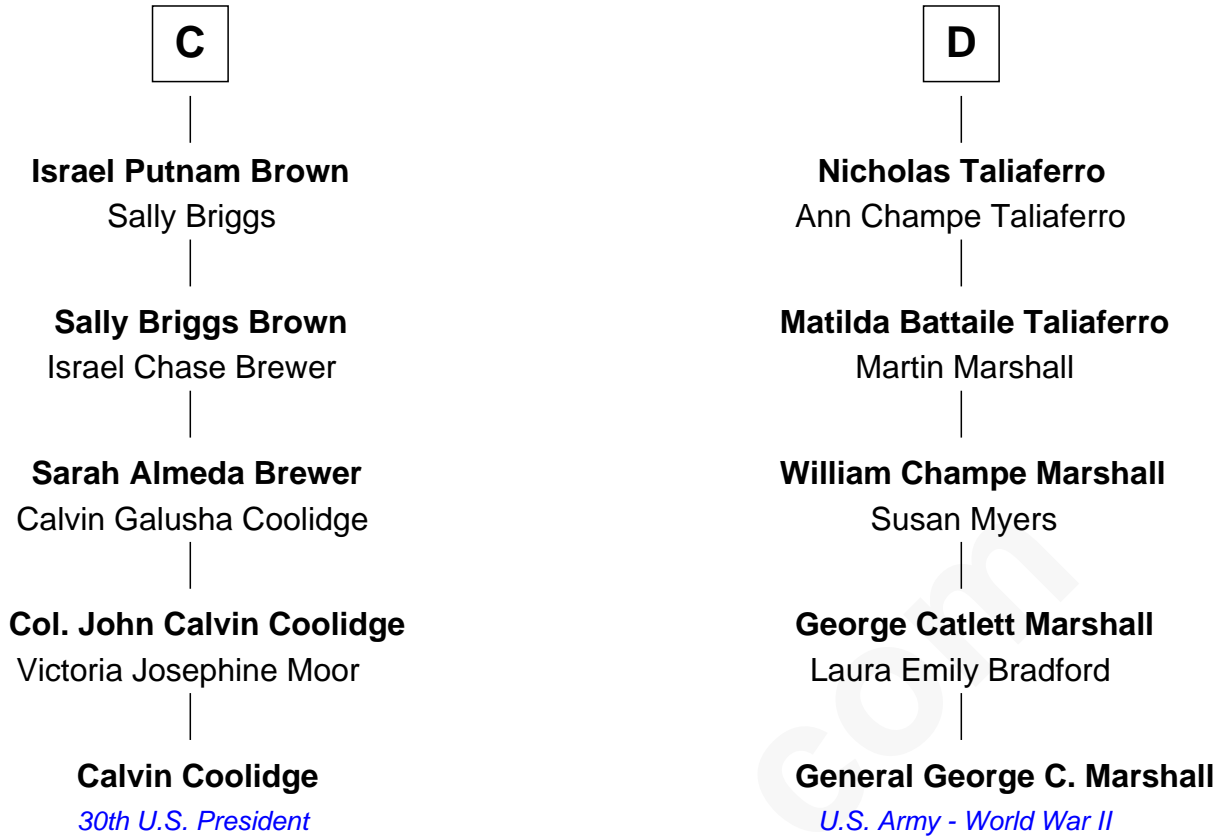 C
Israel Putnam Brown
Sally Briggs
Sally Briggs Brown
Israel Chase Brewer
Sarah Almeda Brewer
Calvin Galusha Coolidge
Col. John Calvin Coolidge
Victoria Josephine Moor
Calvin Coolidge
30th U.S. President
D
Nicholas Taliaferro
Ann Champe Taliaferro
Matilda Battaile Taliaferro
Martin Marshall
William Champe Marshall
Susan Myers
George Catlett Marshall
Laura Emily Bradford
General George C. Marshall
U.S. Army - World War II
com